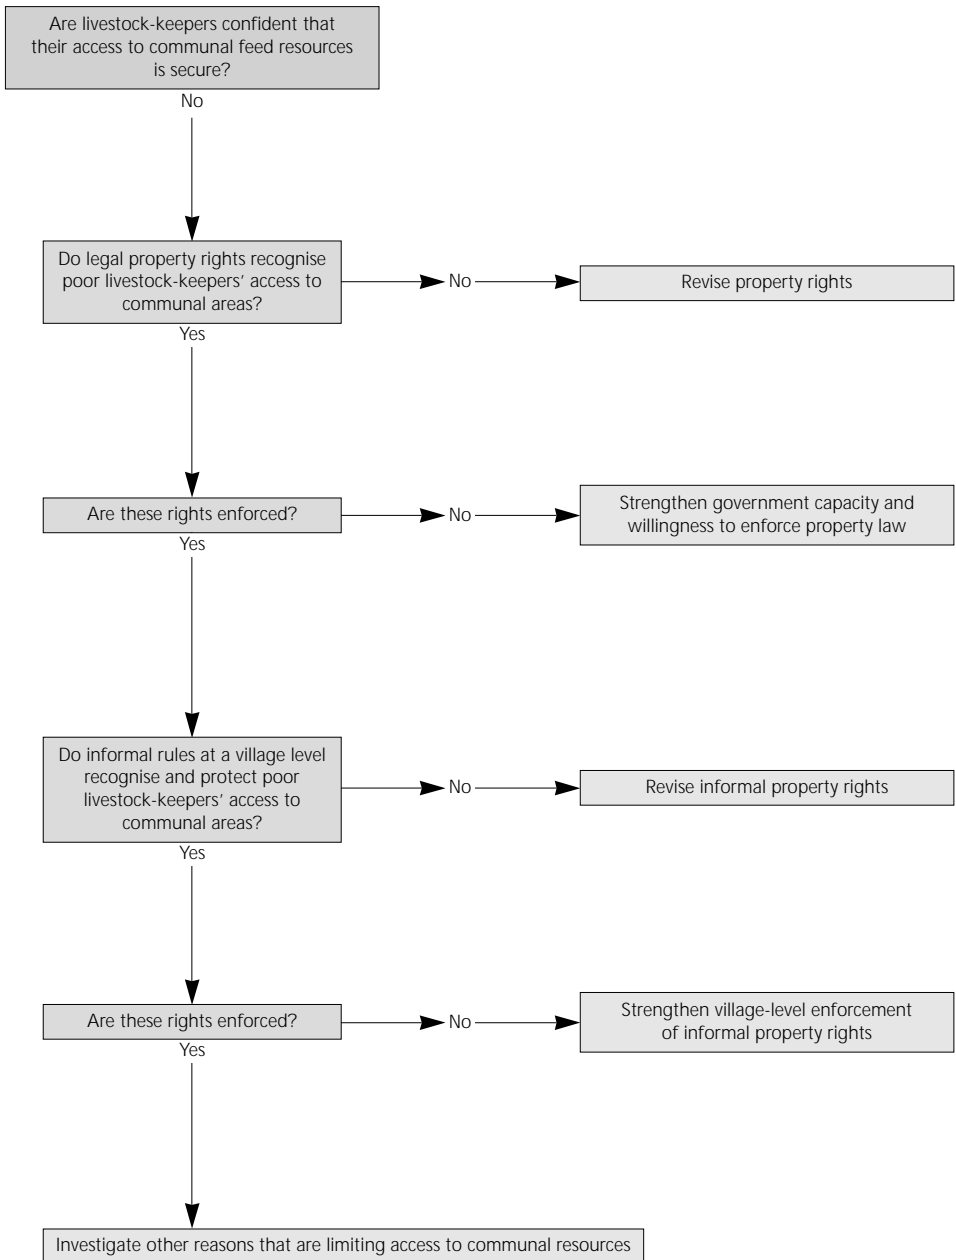 Are livestock-keepers confident that
their access to communal feed resources
is secure?
No
Do legal property rights recognise
poor livestock-keepers’ access to
communal areas?
No
Revise property rights
Yes
Are these rights enforced?
No
Strengthen government capacity and
willingness to enforce property law
Yes
Do informal rules at a village level
recognise and protect poor
livestock-keepers’ access to
communal areas?
No
Revise informal property rights
Yes
Are these rights enforced?
No
Strengthen village-level enforcement
of informal property rights
Yes
Investigate other reasons that are limiting access to communal resources